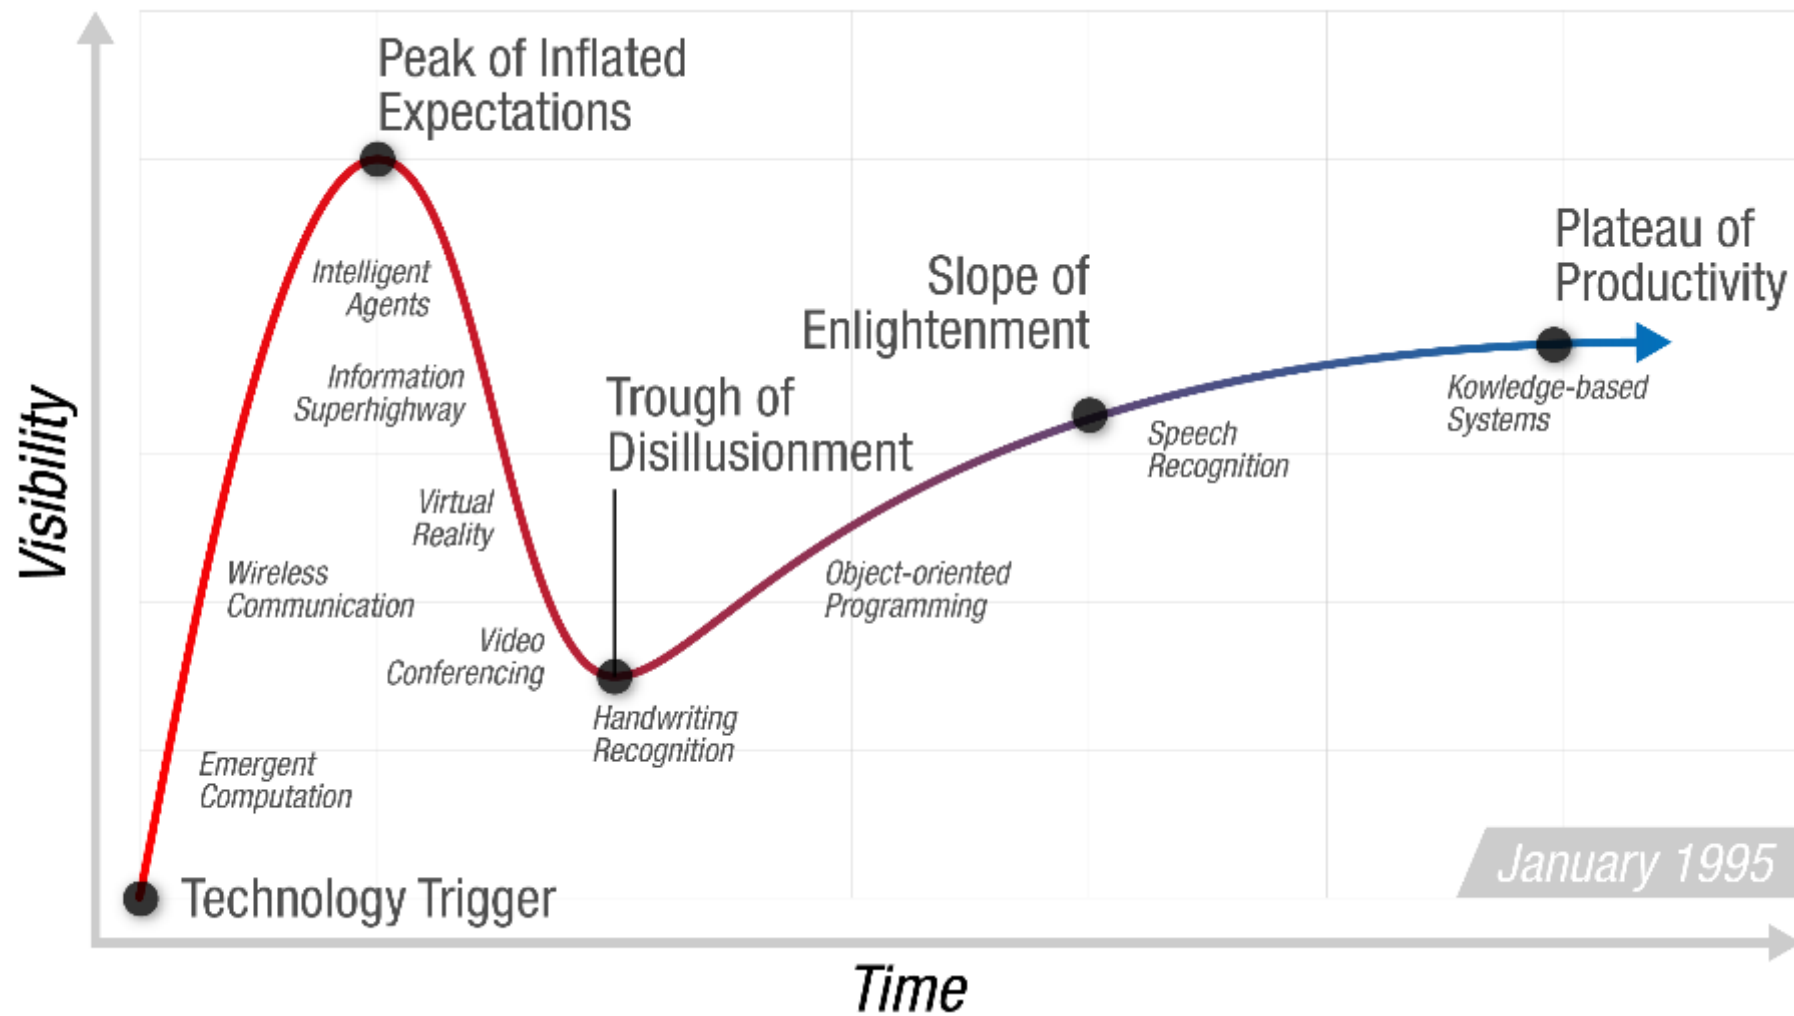 Peak of Inflated
Expectations
Intelligent
Agents
Information
Superhighway
Virtual
Reality
Wireless
Communication
Video
Conferencing
Emergent
Computation
Technology Trigger
Trough of
Disillusionment
Handwriting
Recognition
Slope of
Enlightenment
Object-oriented
Programming
Speech
Recognition
Plateau of
Productivity
Kowledge-based
Systems
January 1995
Visibility
Time